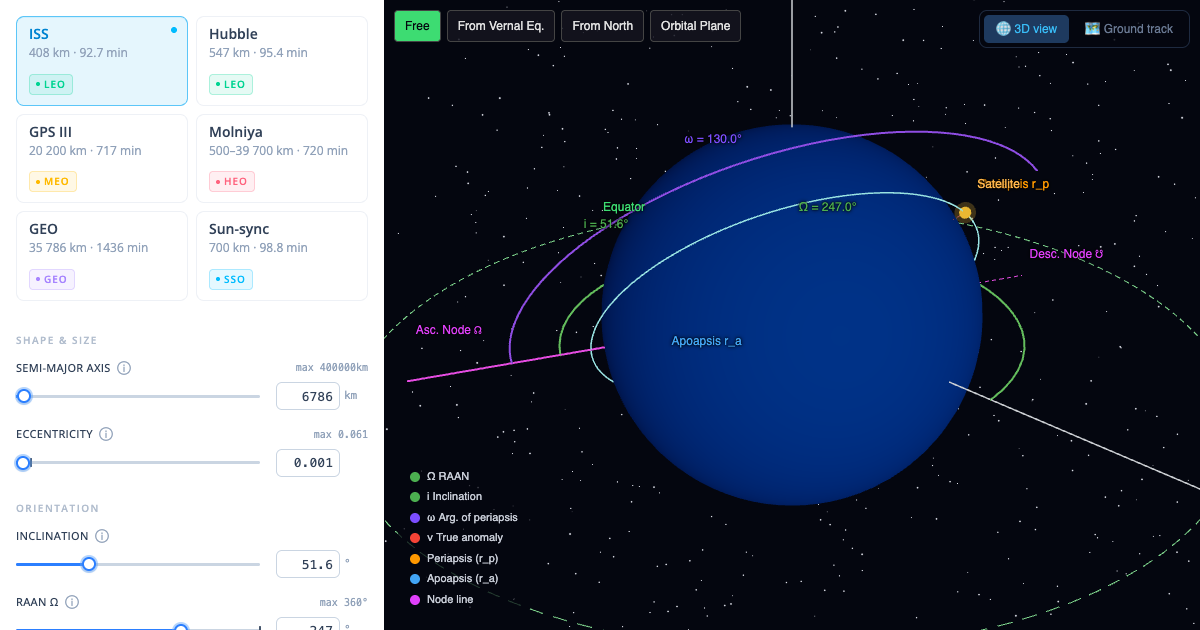 ISS
408 km · 92.7 min
LEO
Hubble
547 km · 95.4 min
LEO
GPS III
20 200 km · 717 min
MEO
Molniya
500–39 700 km · 720 min
HEO
GEO
35 786 km · 1436 min
GEO
Sun-sync
700 km · 98.8 min
SSO
SHAPE & SIZE
SEMI-MAJOR AXIS
max 400000km
6786 km
ECCENTRICITY
max 0.061
0.001
ORIENTATION
INCLINATION
51.6 °
RAAN Ω
max 360°
247 °
Free
From Vernal Eq.
From North
Orbital Plane
3D view
Ground track
ω = 130.0°
Satellite
Equator
Ω = 247.0°
i = 51.6°
Desc. Node ☋
Asc. Node Ω
Apoapsis r_a
Ω RAAN
i Inclination
ω Arg. of periapsis
ν True anomaly
Periapsis (r_p)
Apoapsis (r_a)
Node line